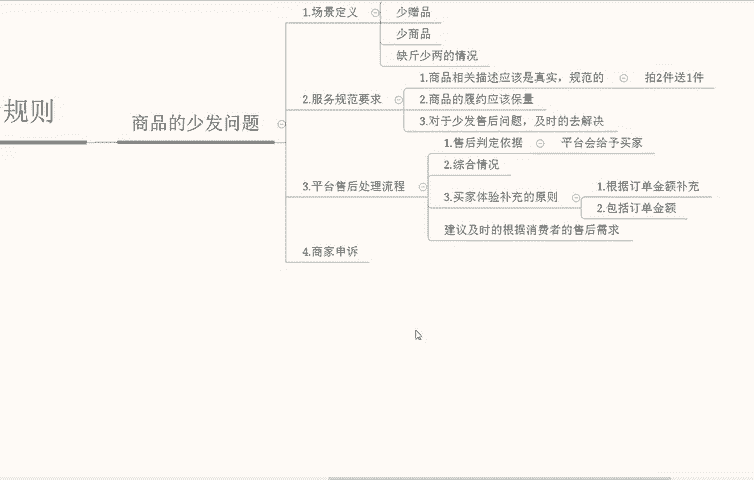 规则
商品的少发问题
1.场景定义
少赠品
少商品
缺斤少两的情况
2.服务规范要求
1.商品相关描述应该是真实，规范的
拍2件送1件
2.商品的履约应该保量
3.对于少发售后问题，及时的去解决
3.平台售后处理流程
1.售后判定依据
平台会给予买家
2.综合情况
3.买家体验补充的原则
1.根据订单金额补充
2.包括订单金额
建议及时的根据消费者的售后需求
4.商家申诉